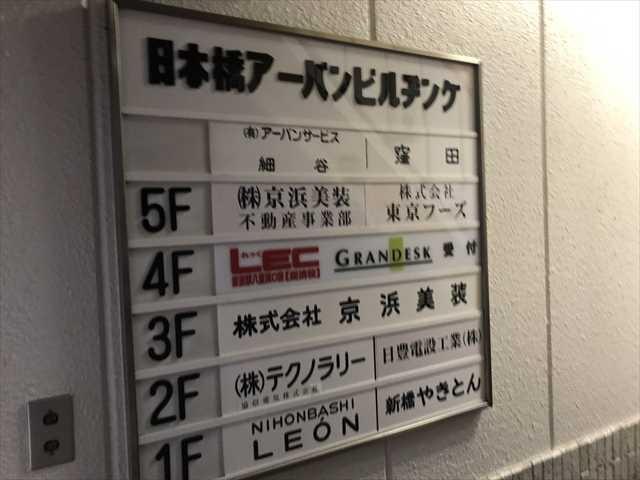 日本橋アーバンビルヂング
(有)アーバンサービス
細谷
窪田
5F
(株)京浜美装
不動産事業部
株式会社
東京フーズ
4F
LEC
GRANDESK 受付
3F
株式会社 京浜美装
2F
(株)テクノラリー
日豊電設工業(株)
1F
NIHONBASHI
LEÓN
新橋やきとん